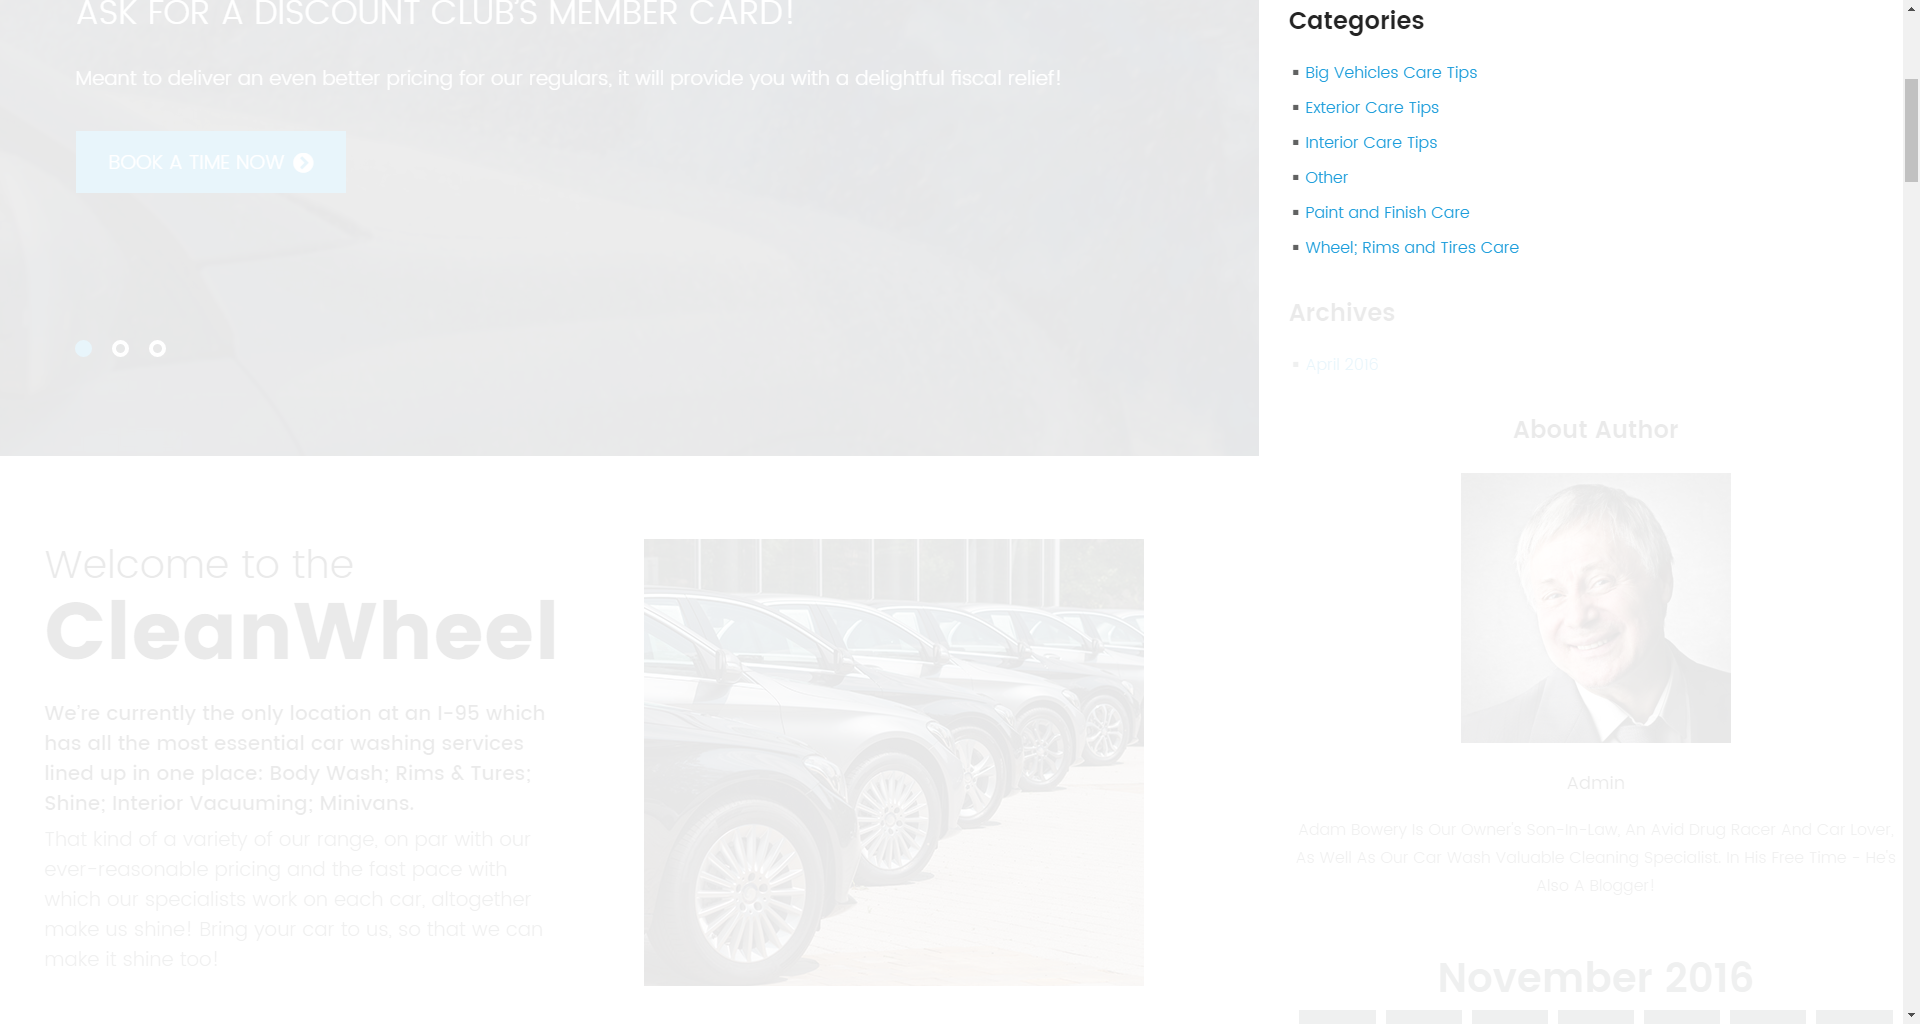 ASK FOR A DISCOUNT CLUB'S MEMBER CARD!
Meant to deliver an even better pricing for our regulars, it will provide you with a delightful fiscal relief!
BOOK A TIME NOW
Welcome to the
CleanWheel
We're currently the only location at an I-95 which
has all the most essential car washing services
lined up in one place: Body Wash; Rims & Tures;
Shine; Interior Vacuuming; Minivans.
That kind of a variety of our range, on par with our
ever-reasonable pricing and the fast pace with
which our specialists work on each car, altogether
make us shine! Bring your car to us, so that we can
make it shine too!
Categories
Big Vehicles Care Tips
Exterior Care Tips
Interior Care Tips
Other
Paint and Finish Care
Wheel; Rims and Tires Care
Archives
April 2016
About Author
Admin
Adam Bowery Is Our Owner's Son-In-Law, An Avid Drug Racer And Car Lover,
As Well As Our Car Wash Valuable Cleaning Specialist. In His Free Time – He's
Also A Blogger!
November 2016